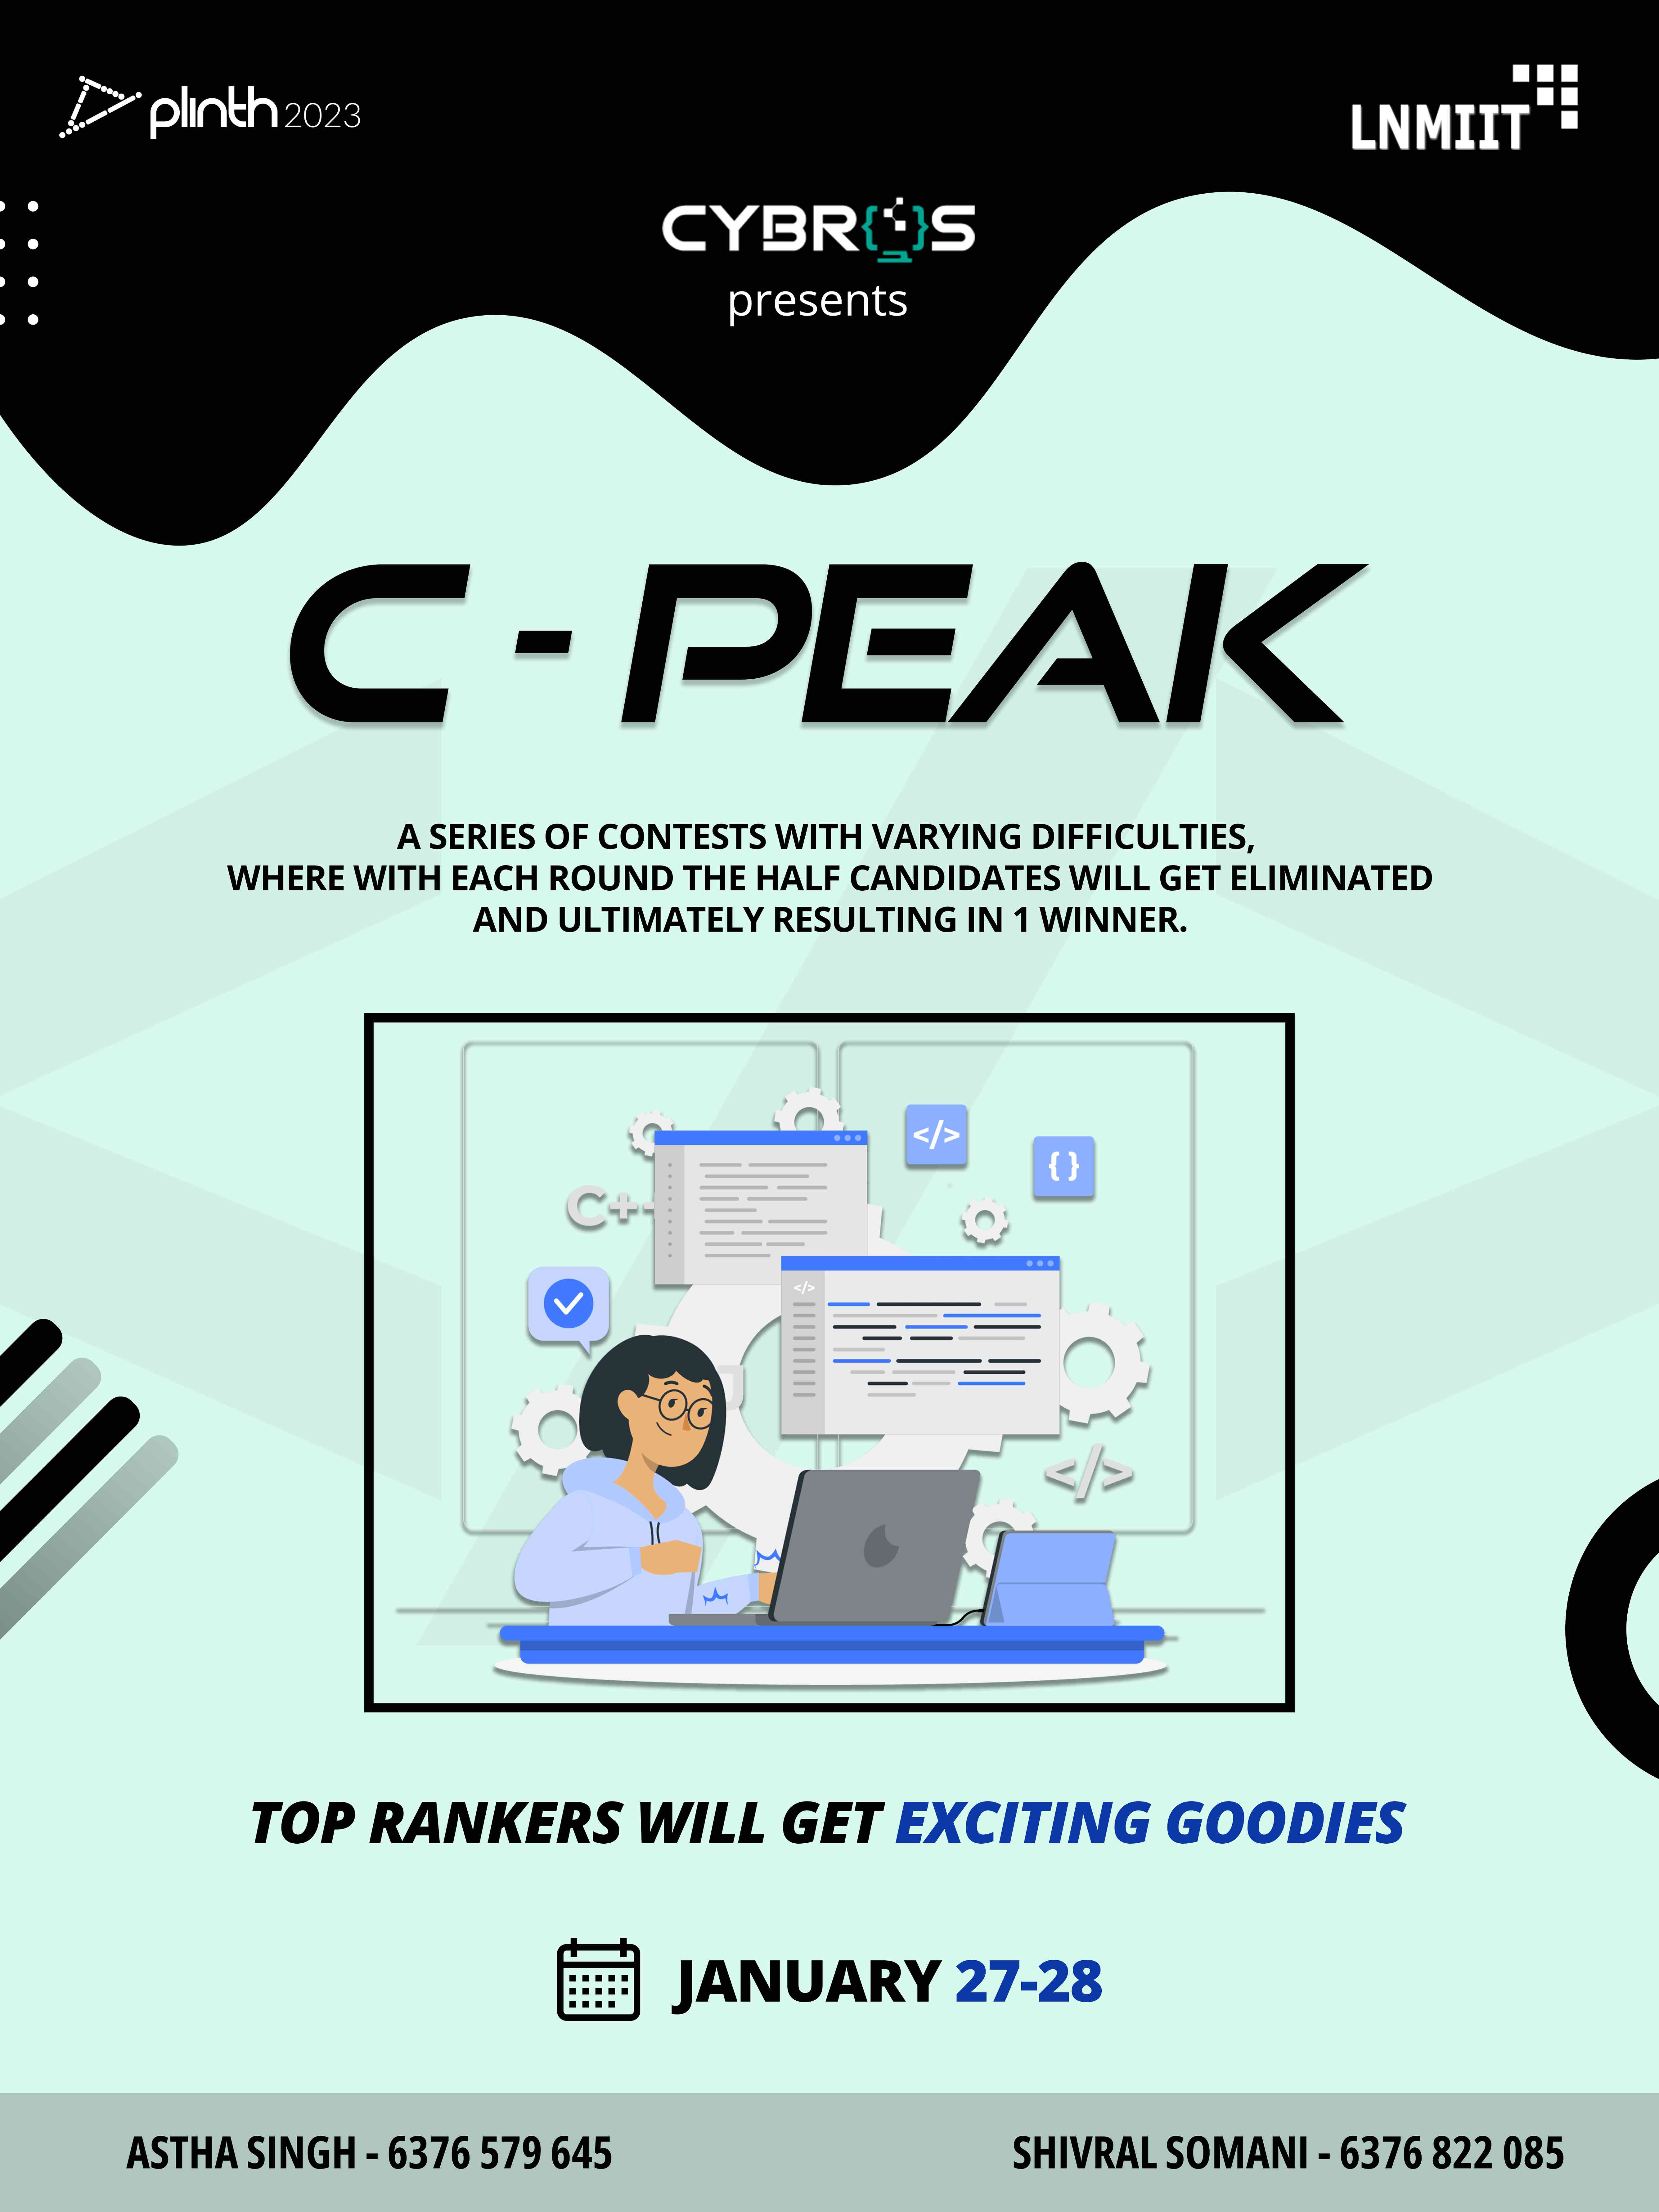 plinth 2023
LNMIIT
CYBR{}S
presents
C - PEAK
A SERIES OF CONTESTS WITH VARYING DIFFICULTIES,
WHERE WITH EACH ROUND THE HALF CANDIDATES WILL GET ELIMINATED
AND ULTIMATELY RESULTING IN 1 WINNER.
</>
{ }
C++
</>
</>
TOP RANKERS WILL GET EXCITING GOODIES
JANUARY 27-28
ASTHA SINGH - 6376 579 645
SHIVRAL SOMANI - 6376 822 085